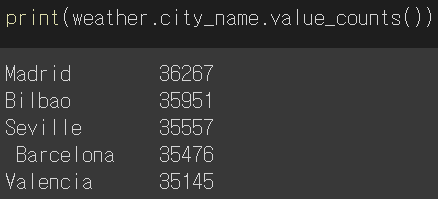 print(weather.city_name.value_counts())
Madrid 36267
Bilbao 35951
Seville 35557
 Barcelona 35476
Valencia 35145